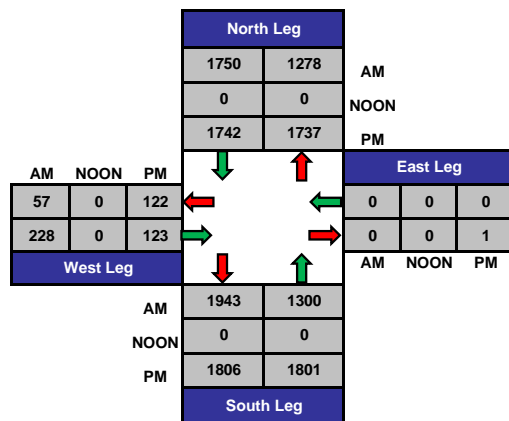 North Leg
1750 1278 AM
0 0 NOON
1742 1737 PM
AM NOON PM East Leg
57 0 122 0 0 0
228 0 123 0 0 1
West Leg AM NOON PM
AM 1943 1300
NOON 0 0
PM 1806 1801
South Leg